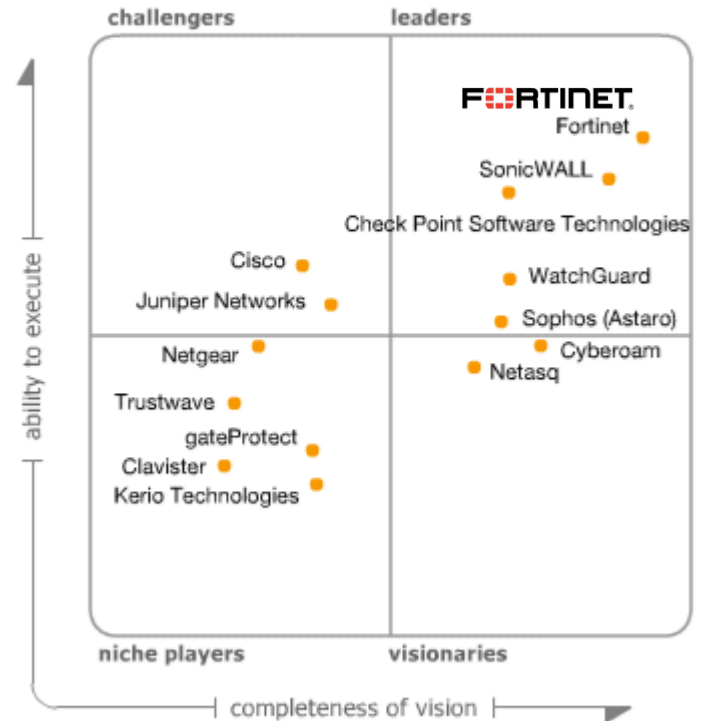 challengers
leaders
FORTINET
Fortinet
SonicWALL
Check Point Software Technologies
Cisco
WatchGuard
Juniper Networks
Sophos (Astaro)
Netgear
Cyberoam
Netasq
Trustwave
gateProtect
Clavister
Kerio Technologies
ability to execute
niche players
visionaries
completeness of vision